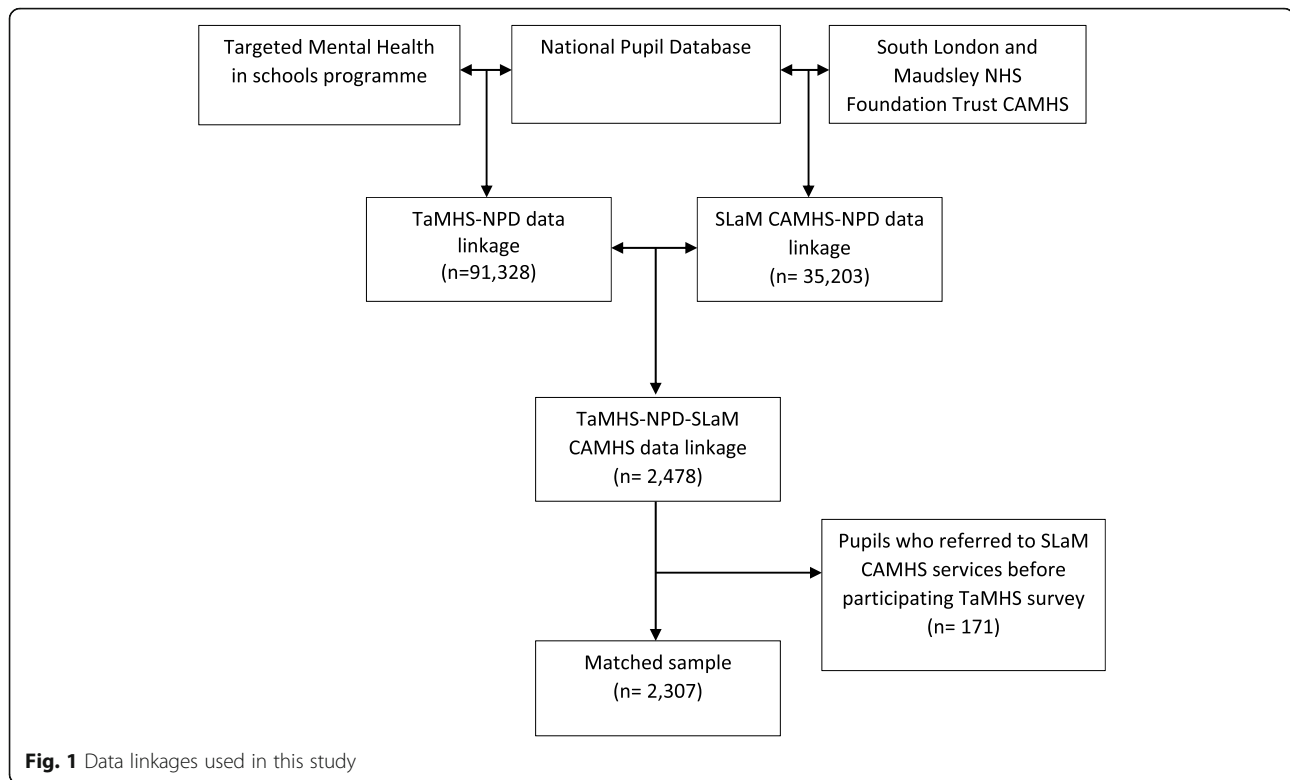 Targeted Mental Health
in schools programme
National Pupil Database
South London and
Maudsley NHS
Foundation Trust CAMHS
TaMHS-NPD data
linkage
(n=91,328)
SLaM CAMHS-NPD data
linkage
(n= 35,203)
TaMHS-NPD-SLaM
CAMHS data linkage
(n= 2,478)
Pupils who referred to SLaM
CAMHS services before
participating TaMHS survey
(n= 171)
Matched sample
(n= 2,307)
Fig. 1 Data linkages used in this study